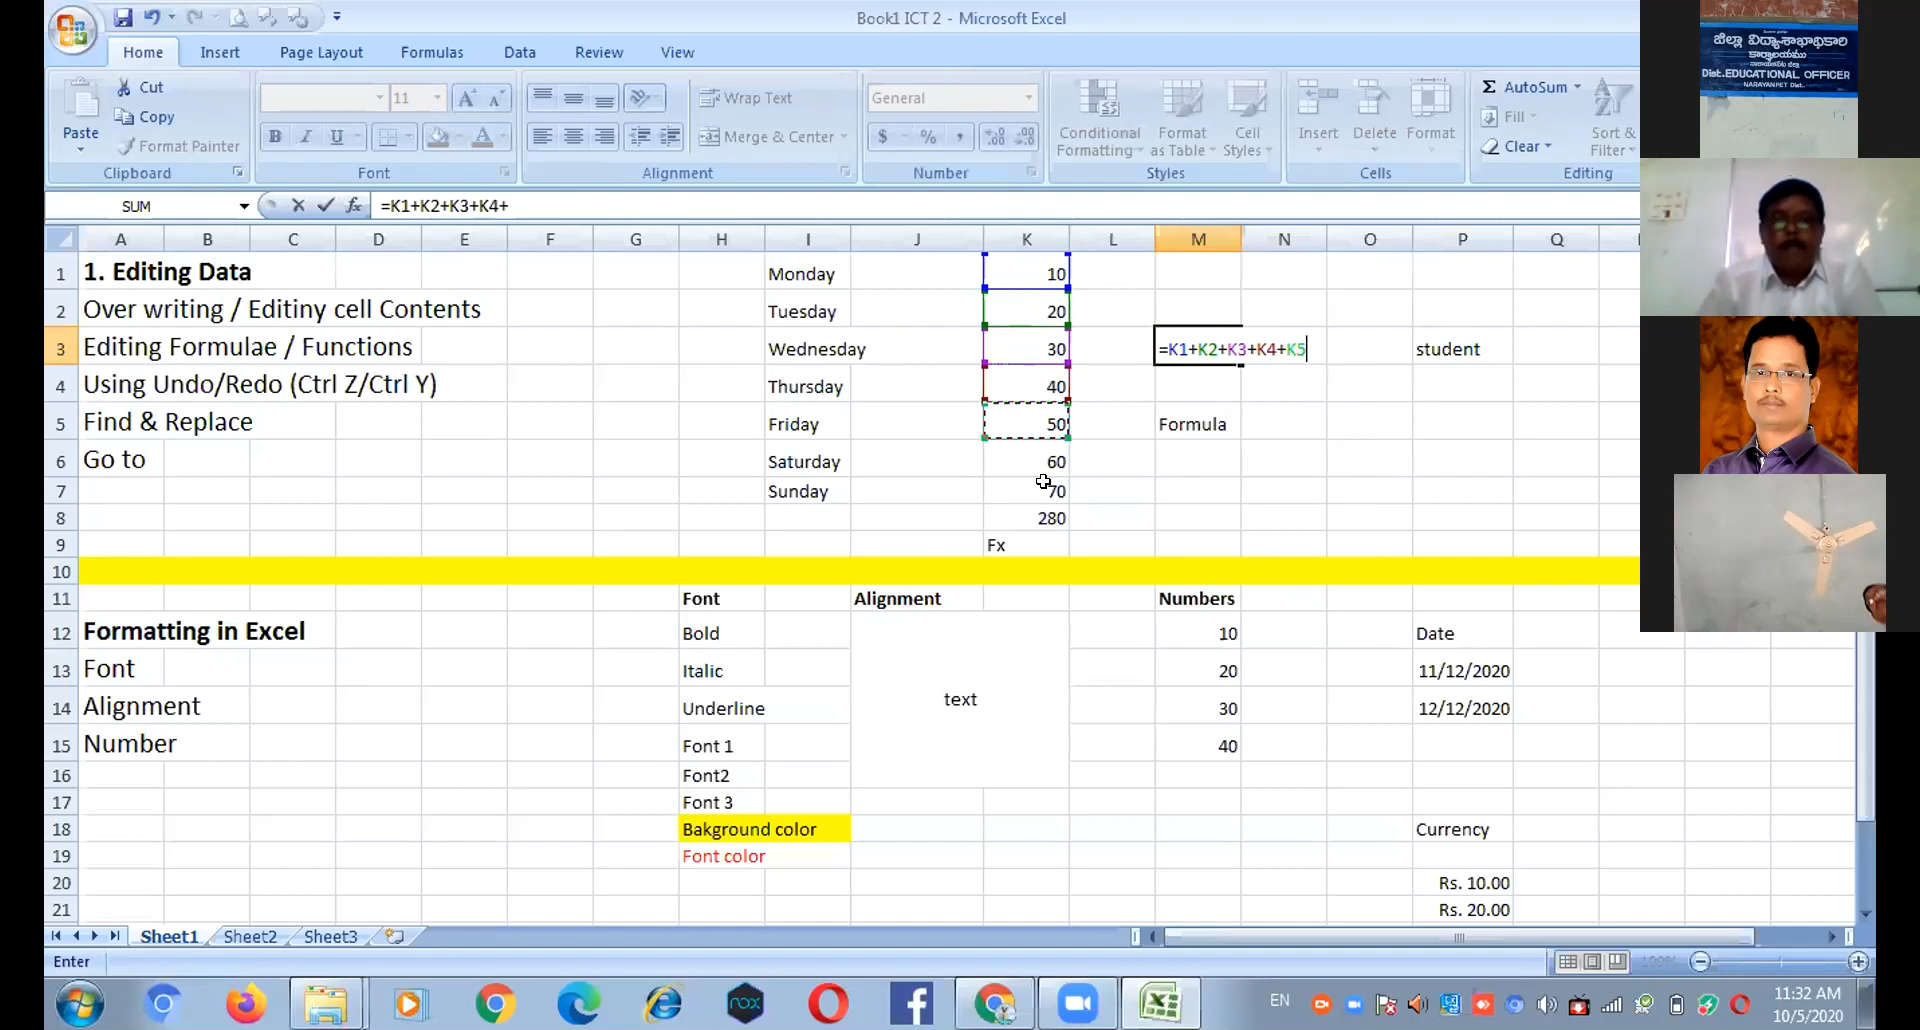 Book1 ICT 2 - Microsoft Excel
Home Insert Page Layout Formulas Data Review View
Paste Cut Copy Format Painter
Clipboard
11
B I U A
Font
Wrap Text
Merge & Center
Alignment
General
$ % ,
Number
Conditional Formatting Format as Table Cell Styles
Styles
Insert Delete Format
Cells
Σ AutoSum
Fill
Clear
Sort & Filter
Editing
SUM =K1+K2+K3+K4+
A B C D E F G H I J K L M N O P Q
1 1. Editing Data Monday 10
2 Over writing / Editiny cell Contents Tuesday 20
3 Editing Formulae / Functions Wednesday 30 =K1+K2+K3+K4+K5 student
4 Using Undo/Redo (Ctrl Z/Ctrl Y) Thursday 40
5 Find & Replace Friday 50 Formula
6 Go to Saturday 60
7 Sunday 70
8 280
9 Fx
10
11 Font Alignment Numbers
12 Formatting in Excel Bold 10 Date
13 Font Italic 20 11/12/2020
14 Alignment Underline text 30 12/12/2020
15 Number Font 1 40
16 Font2
17 Font 3
18 Bakground color Currency
19 Font color
20 Rs. 10.00
21 Rs. 20.00
Sheet1 Sheet2 Sheet3
Enter 100%
nox
EN 11:32 AM
10/5/2020
Dist.EDUCATIONAL OFFICER
NARAYANPET Dist.